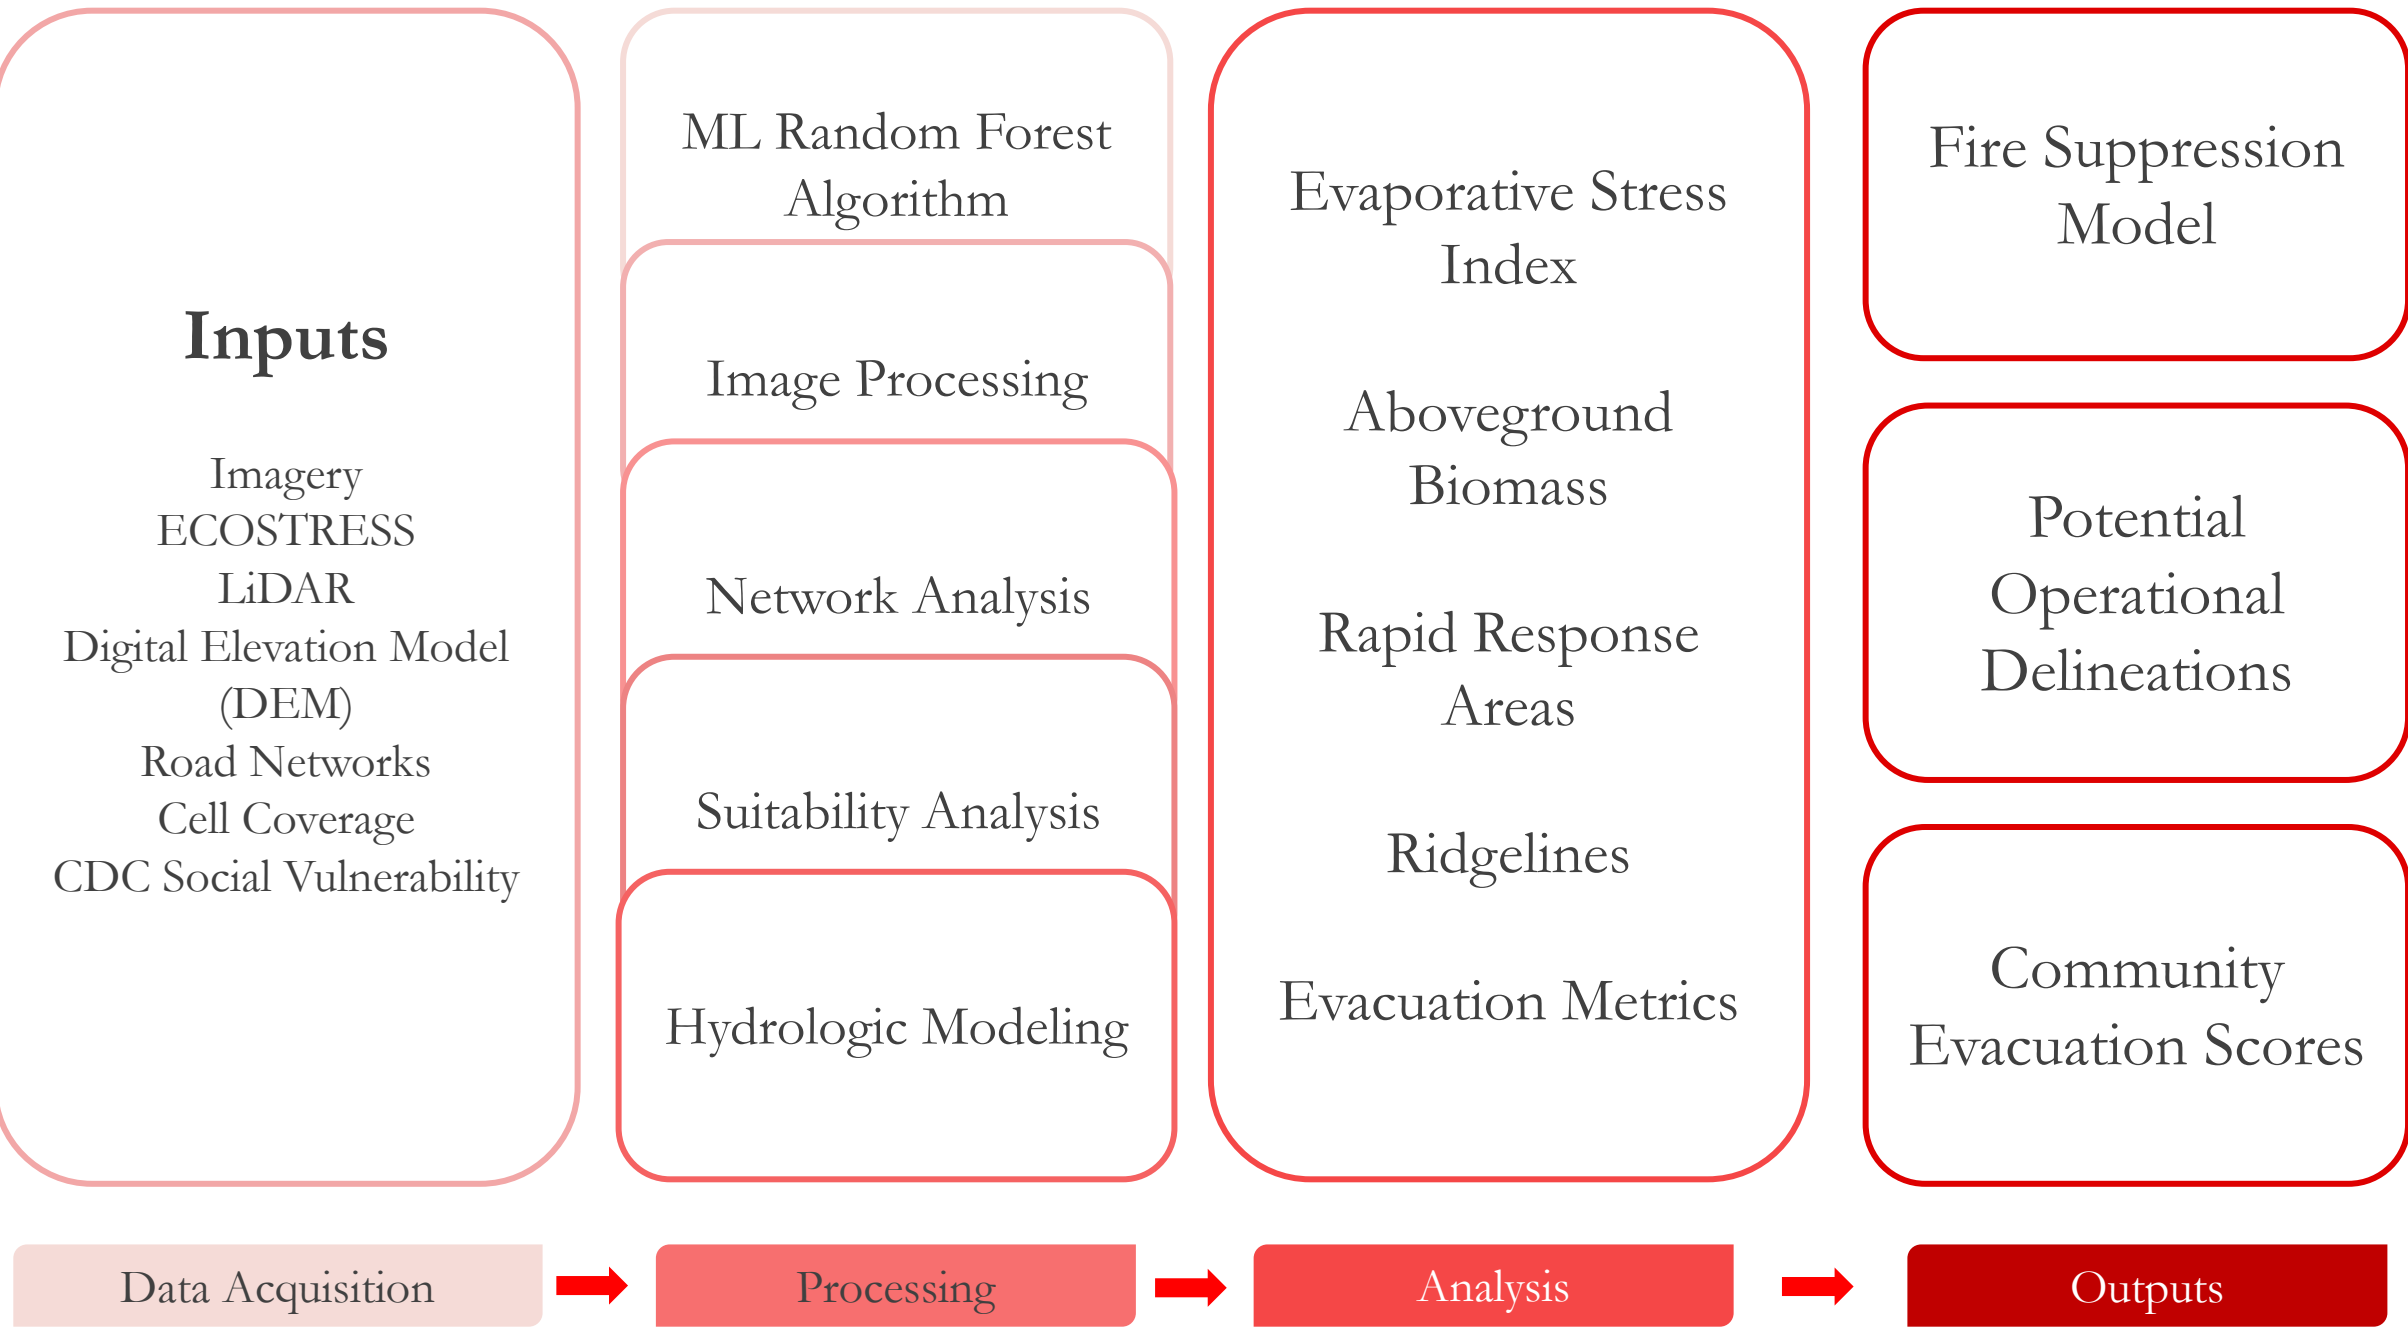 Inputs
Imagery
ECOSTRESS
LiDAR
Digital Elevation Model
(DEM)
Road Networks
Cell Coverage
CDC Social Vulnerability
ML Random Forest
Algorithm
Image Processing
Network Analysis
Suitability Analysis
Hydrologic Modeling
Evaporative Stress
Index
Aboveground
Biomass
Rapid Response
Areas
Ridgelines
Evacuation Metrics
Fire Suppression
Model
Potential
Operational
Delineations
Community
Evacuation Scores
Data Acquisition
Processing
Analysis
Outputs